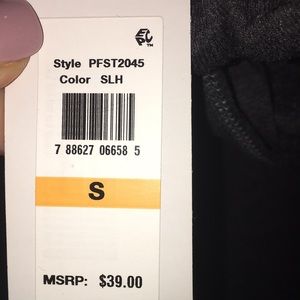 Style PFST2045
Color SLH
7 88627 06658 5
S
MSRP: $39.00